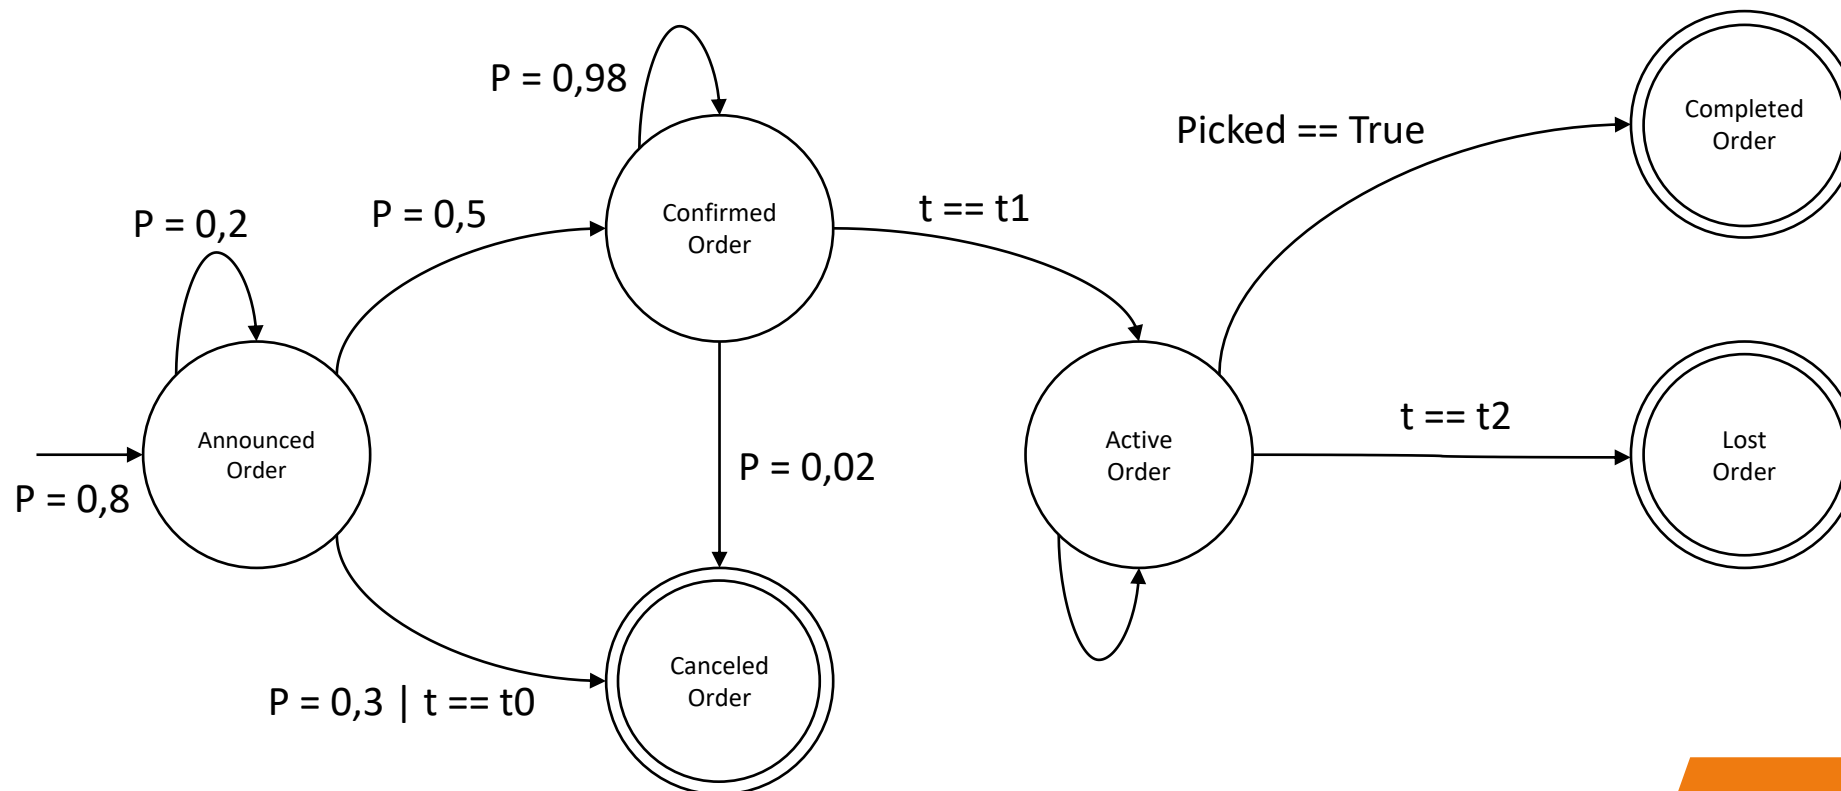 P = 0,98
Completed
Order
Picked == True
P = 0,2
P = 0,5
Confirmed
Order
t == t1
Announced
Order
P = 0,8
P = 0,02
Active
Order
t == t2
Lost
Order
P = 0,3 | t == t0
Canceled
Order